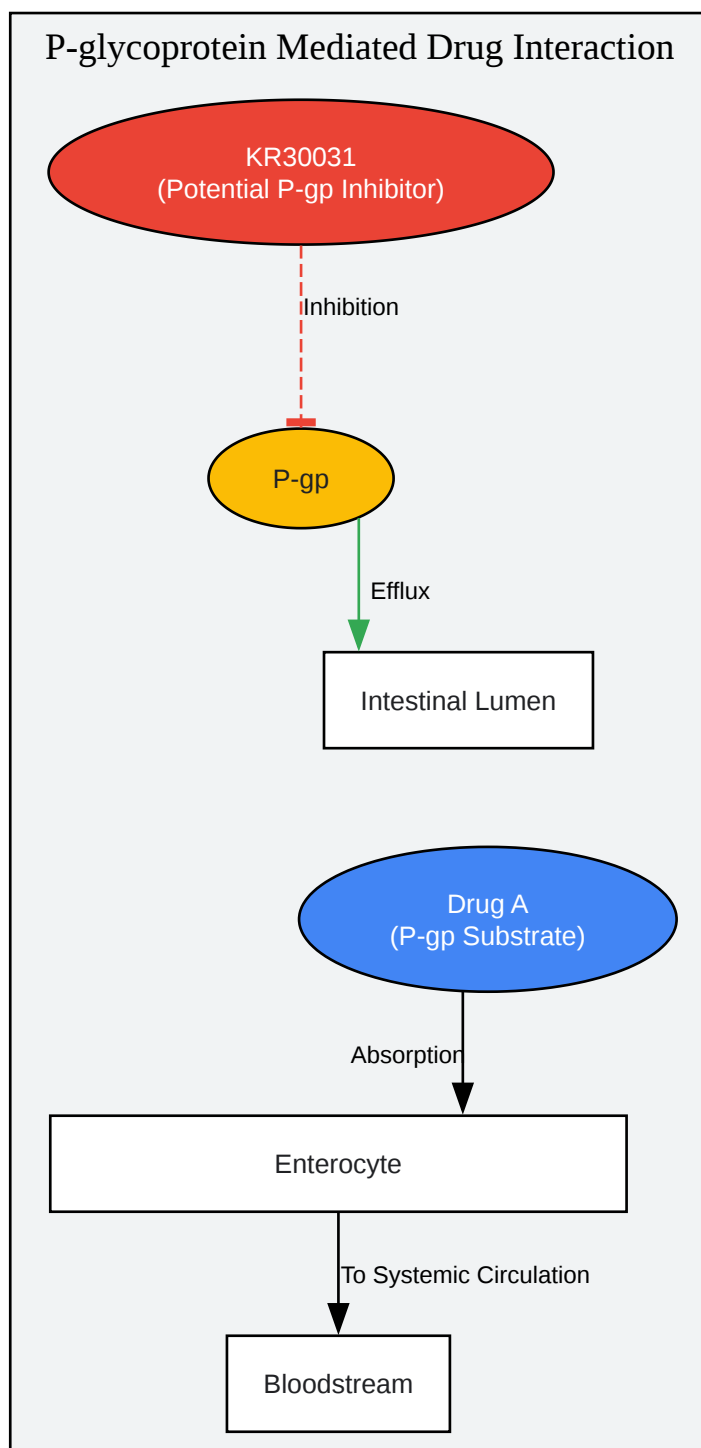 P-glycoprotein Mediated Drug Interaction
KR30031
(Potential P-gp Inhibitor)
Inhibition
P-gp
Efflux
Intestinal Lumen
Drug A
(P-gp Substrate)
Absorption
Enterocyte
To Systemic Circulation
Bloodstream